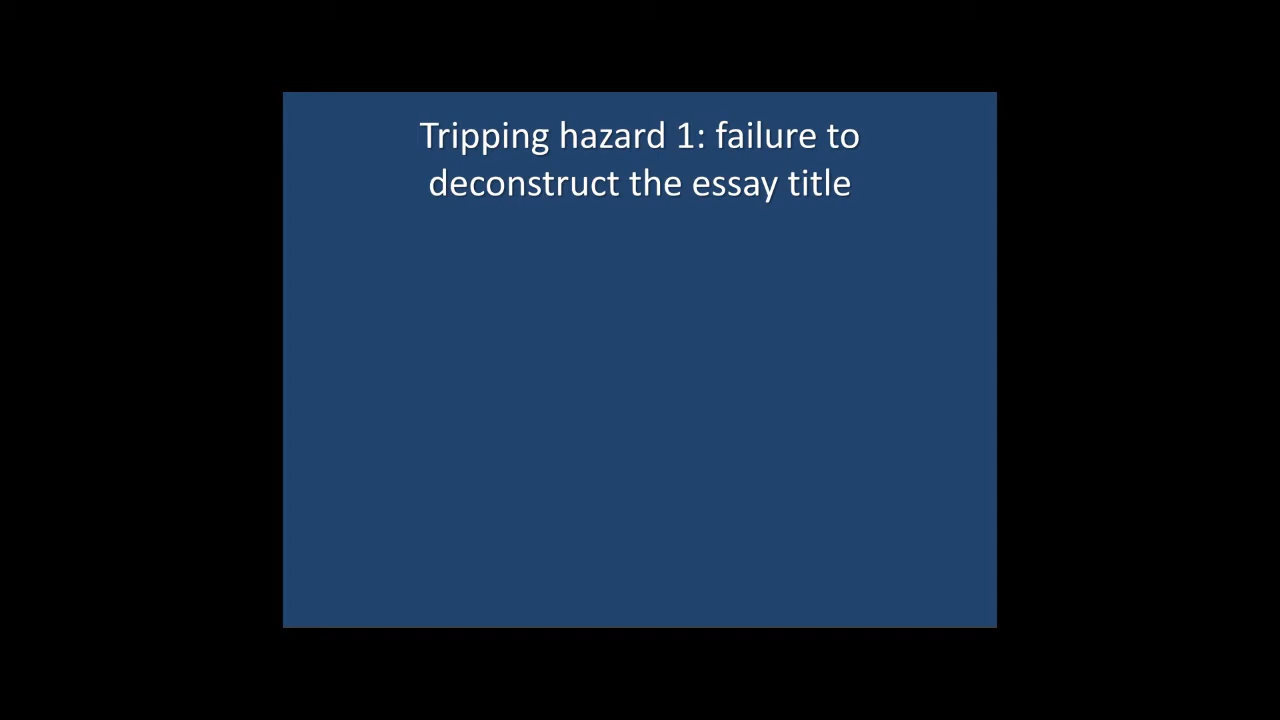 Tripping hazard 1: failure to
deconstruct the essay title